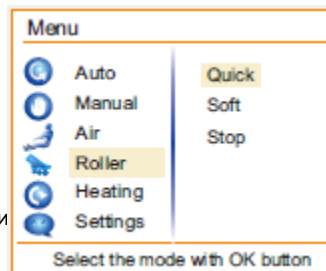 Menu
Auto
Manual
Air
Roller
Heating
Settings
Quick
Soft
Stop
и
Select the mode with OK button